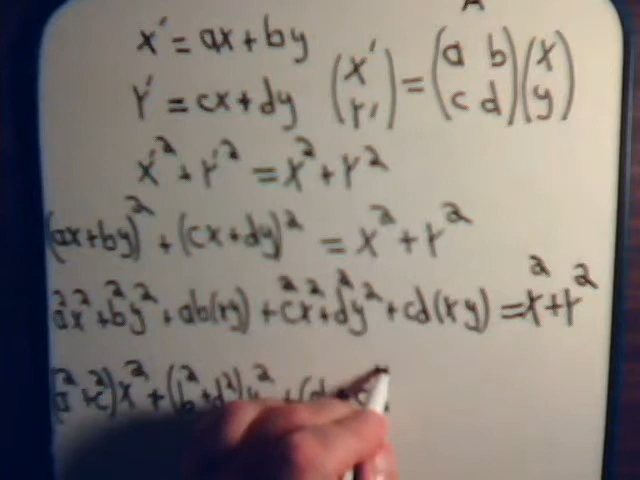 A
x' = ax + by
y' = cx + dy (x' y') = (a b c d)(x y)
x'² + y'² = x² + y²
(ax+by)² + (cx+dy)² = x² + y²
a²x² + b²y² + ab(xy) + c²x² + d²y² + cd(xy) = x² + y²
(a² + c²)x² + (b² + d²)y² + (